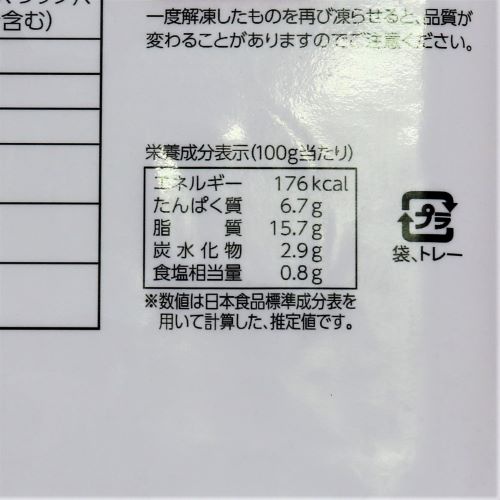 含む)
一度解凍したものを再び凍らせると、品質が
変わることがありますのでご注意ください。
栄養成分表示(100g当たり)
エネルギー 176kcal
たんぱく質 6.7g
脂質 15.7g
炭水化物 2.9g
食塩相当量 0.8g
※数値は日本食品標準成分表を
用いて計算した、推定値です。
プラ
袋、トレー